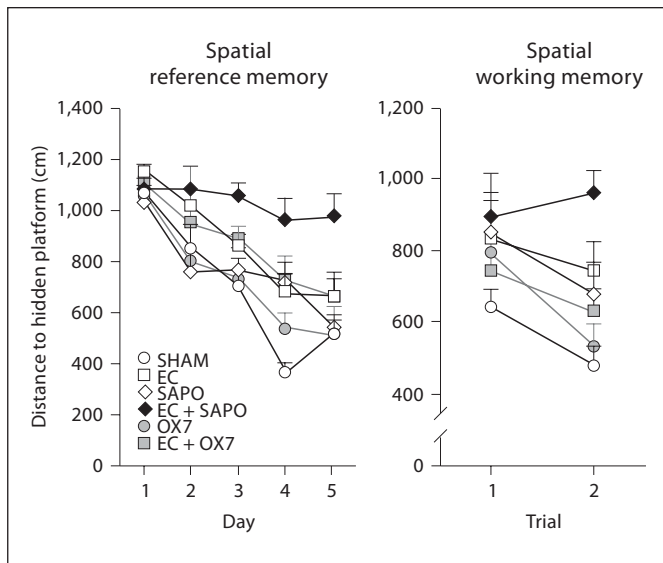 Spatial
reference memory
Spatial
working memory
Distance to hidden platform (cm)
1,400
1,200
1,000
800
600
400
200
0
SHAM
EC
SAPO
EC + SAPO
OX7
EC + OX7
1 2 3 4 5
Day
1,200
1,000
800
600
400
0
1 2
Trial